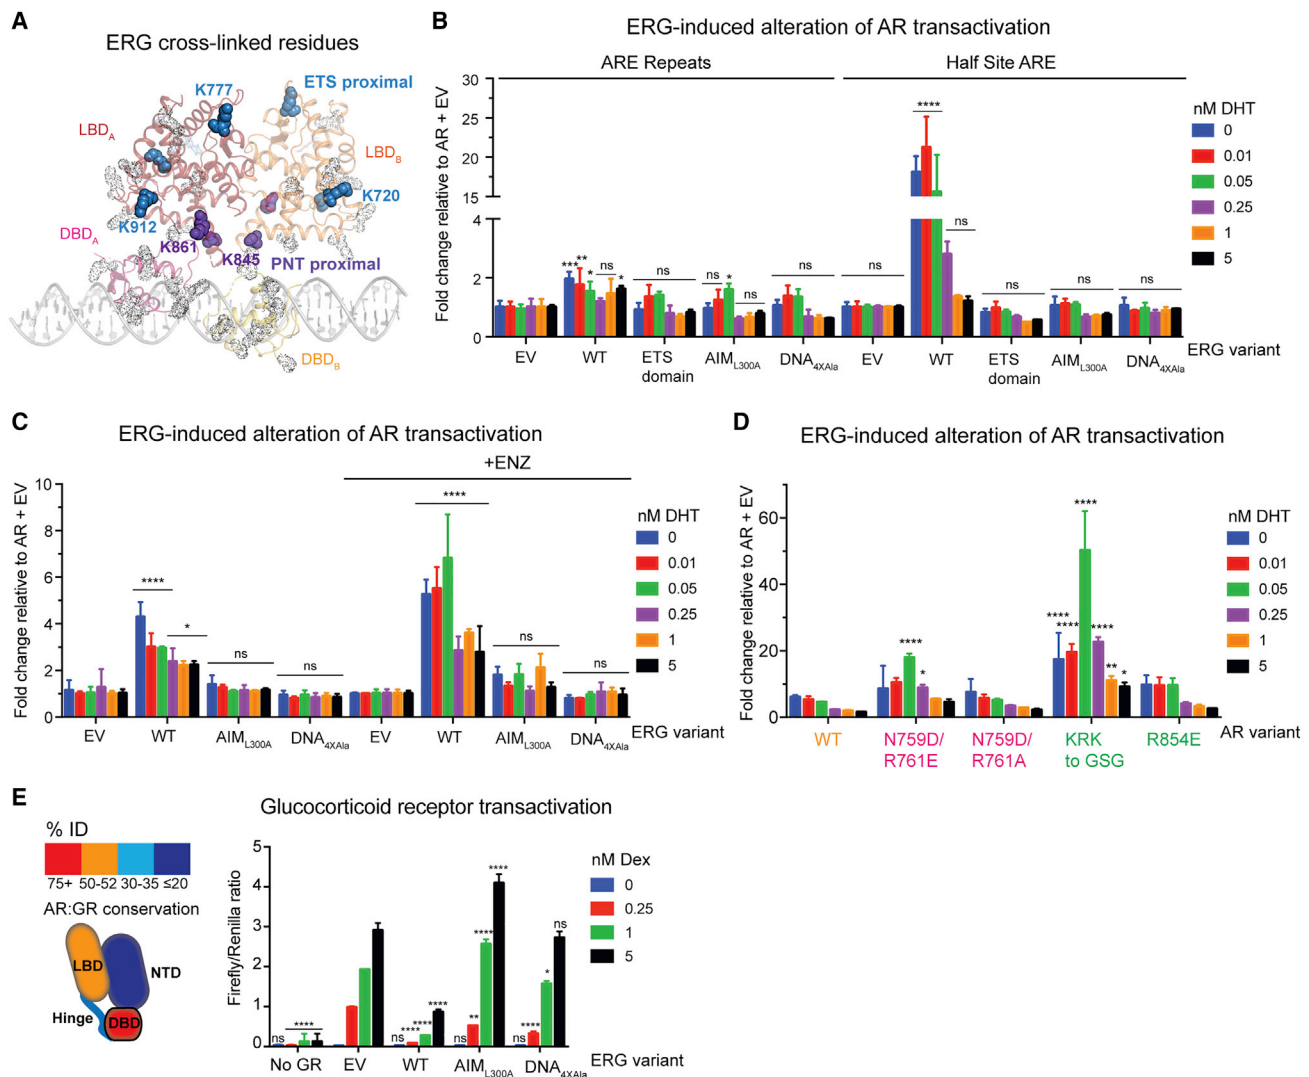 A
ERG cross-linked residues
K777
ETS proximal
LBDA
LBDB
K720
K912
DBDA
K861
K845
PNT proximal
DBDB
B
ERG-induced alteration of AR transactivation
ARE Repeats
Half Site ARE
Fold change relative to AR + EV
30
25
20
15
4
2
0
***
**
*
ns
*
ns
ns
*
ns
ns
ns
****
ns
ns
ns
ns
EV
WT
ETS domain
AIML300A
DNA4XAla
EV
WT
ETS domain
AIML300A
DNA4XAla
ERG variant
nM DHT
0
0.01
0.05
0.25
1
5
C
ERG-induced alteration of AR transactivation
+ENZ
Fold change relative to AR + EV
10
8
6
4
2
0
****
*
ns
ns
****
ns
ns
EV
WT
AIML300A
DNA4XAla
EV
WT
AIML300A
DNA4XAla
ERG variant
nM DHT
0
0.01
0.05
0.25
1
5
D
ERG-induced alteration of AR transactivation
Fold change relative to AR + EV
60
40
20
0
****
*
****
****
****
****
**
*
WT
N759D/
R761E
N759D/
R761A
KRK
to GSG
R854E
AR variant
nM DHT
0
0.01
0.05
0.25
1
5
E
% ID
75+ 50-52 30-35 ≤20
AR:GR conservation
LBD
NTD
Hinge
DBD
Glucocorticoid receptor transactivation
Firefly/Renilla ratio
5
4
3
2
1
0
ns
****
ns
****
****
****
ns
**
****
****
ns
****
*
ns
No GR
EV
WT
AIML300A
DNA4XAla
ERG variant
nM Dex
0
0.25
1
5